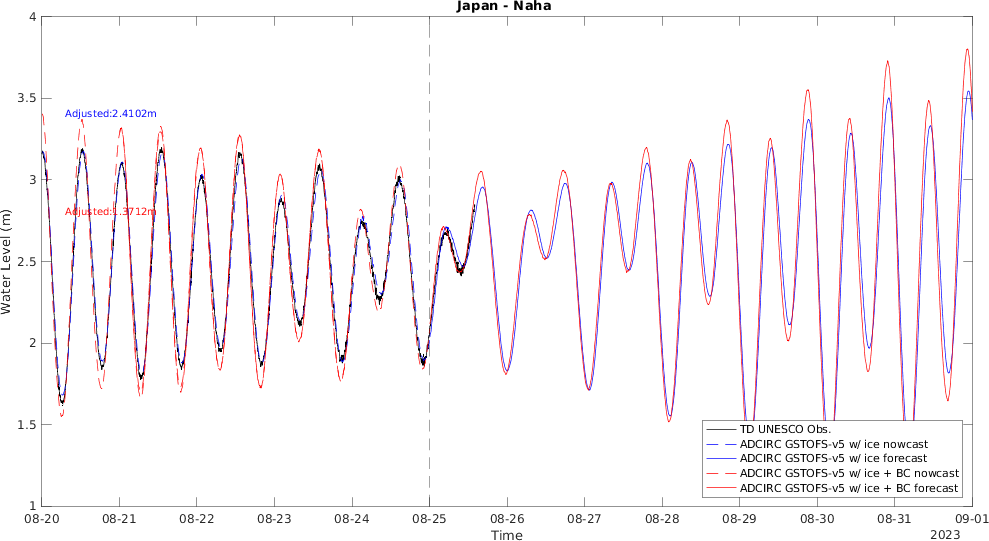 Japan - Naha
4
3.5
3
2.5
2
1.5
1
Water Level (m)
Adjusted:2.4102m
Adjusted:1.3712m
TD UNESCO Obs.
ADCIRC GSTOFS-v5 w/ ice nowcast
ADCIRC GSTOFS-v5 w/ ice forecast
ADCIRC GSTOFS-v5 w/ ice + BC nowcast
ADCIRC GSTOFS-v5 w/ ice + BC forecast
08-20 08-21 08-22 08-23 08-24 08-25 08-26 08-27 08-28 08-29 08-30 08-31 09-01
Time
2023